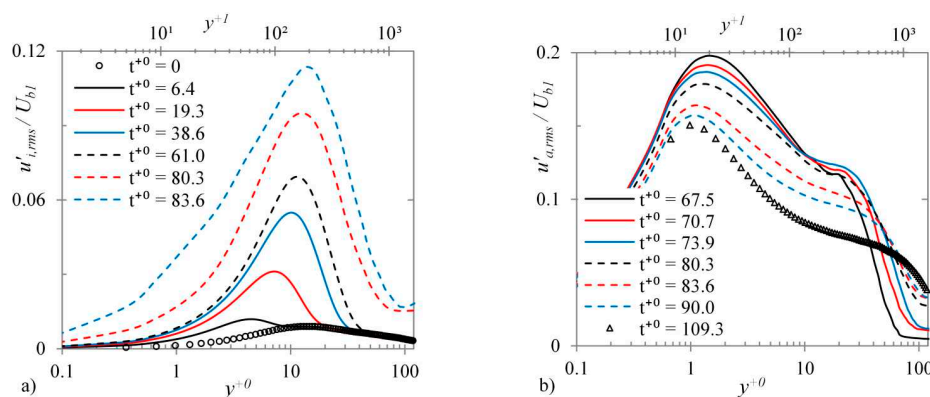 y⁺¹
10¹ 10² 10³
0.12
0.06
0
u'ᵢ,ᵣₘₛ / U_b1
t⁺⁰ = 0
t⁺⁰ = 6.4
t⁺⁰ = 19.3
t⁺⁰ = 38.6
t⁺⁰ = 61.0
t⁺⁰ = 80.3
t⁺⁰ = 83.6
0.1 1 10 100
a) y⁺⁰
y⁺¹
10¹ 10² 10³
0.2
0.1
0
u'ₐ,ᵣₘₛ / U_b1
t⁺⁰ = 67.5
t⁺⁰ = 70.7
t⁺⁰ = 73.9
t⁺⁰ = 80.3
t⁺⁰ = 83.6
t⁺⁰ = 90.0
t⁺⁰ = 109.3
0.1 1 10 100
b) y⁺⁰